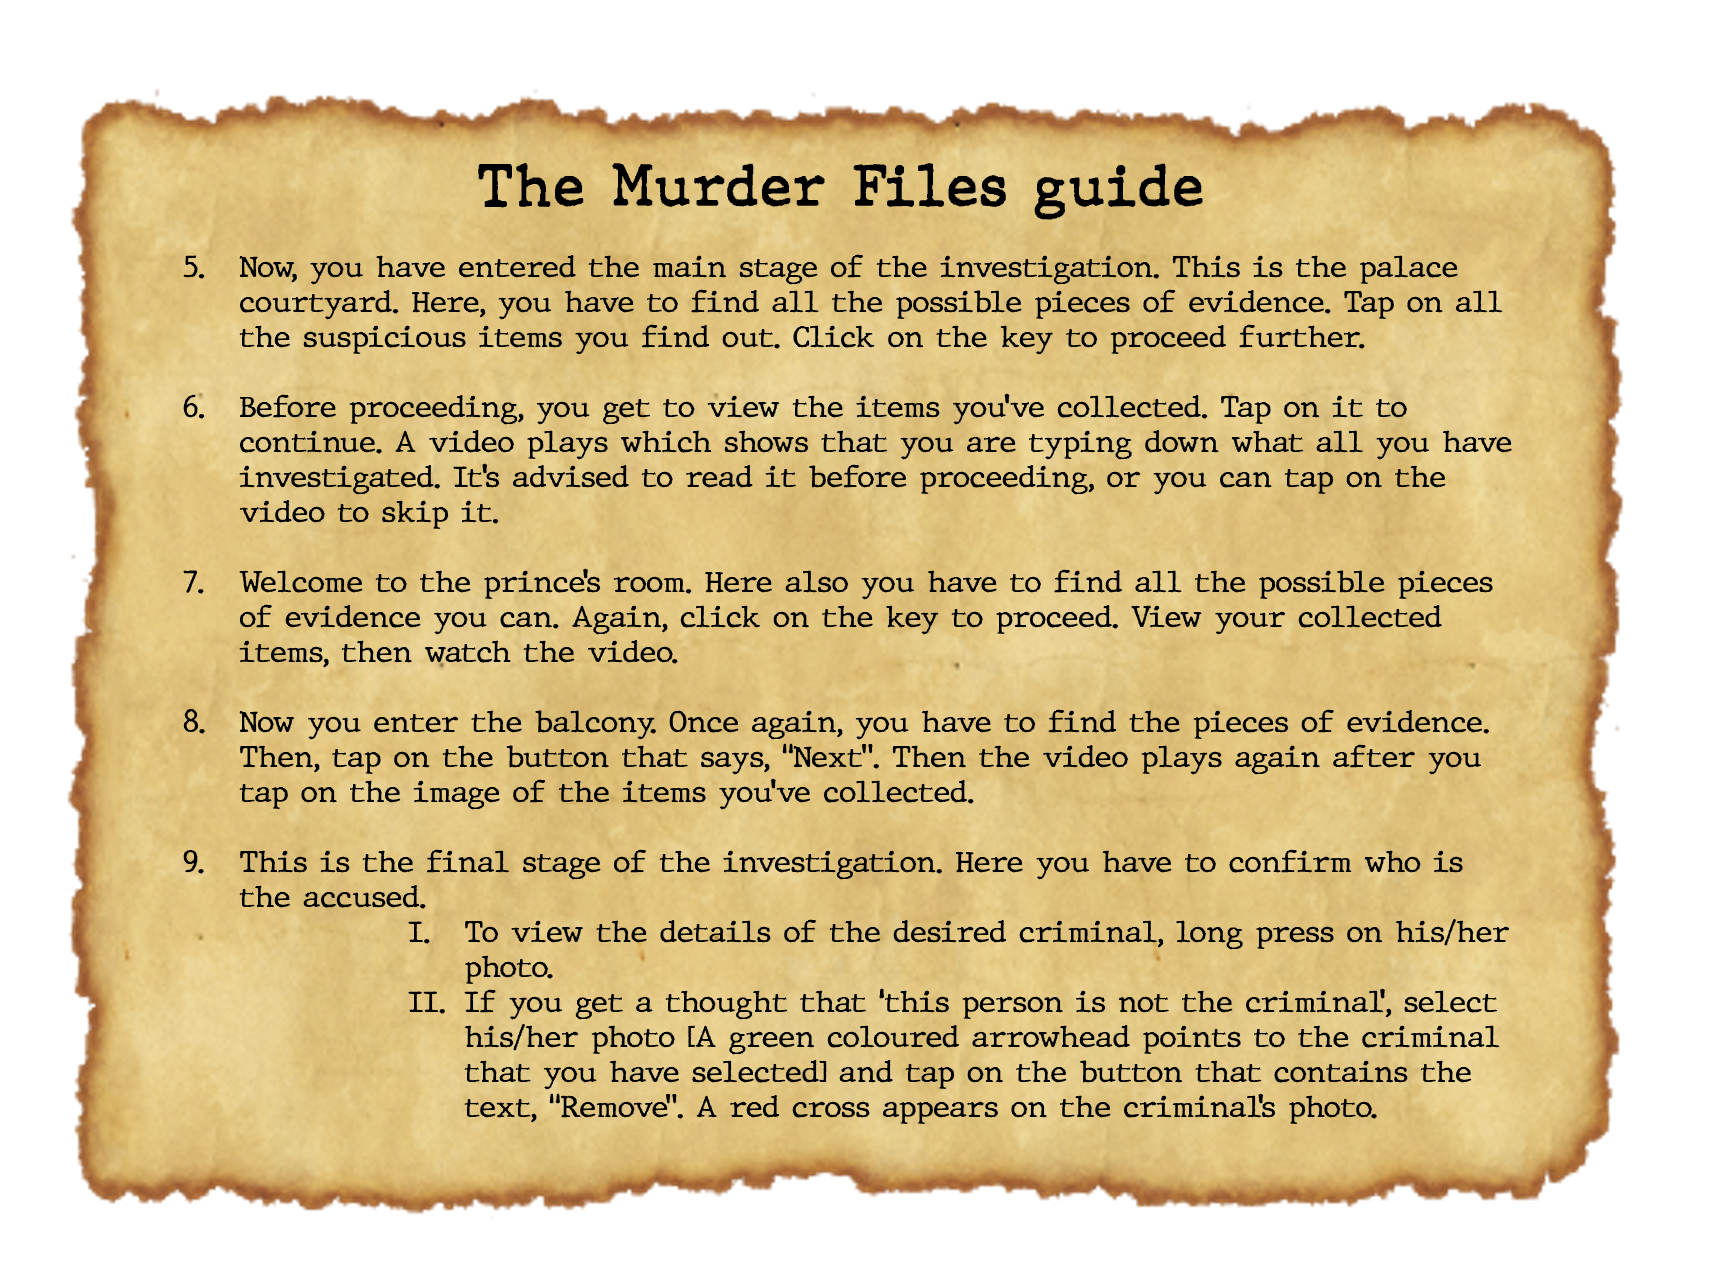 The Murder Files guide
5. Now, you have entered the main stage of the investigation. This is the palace
courtyard. Here, you have to find all the possible pieces of evidence. Tap on all
the suspicious items you find out. Click on the key to proceed further.
6. Before proceeding, you get to view the items you've collected. Tap on it to
continue. A video plays which shows that you are typing down what all you have
investigated. It's advised to read it before proceeding, or you can tap on the
video to skip it.
7. Welcome to the prince's room. Here also you have to find all the possible pieces
of evidence you can. Again, click on the key to proceed. View your collected
items, then watch the video.
8. Now you enter the balcony. Once again, you have to find the pieces of evidence.
Then, tap on the button that says, "Next". Then the video plays again after you
tap on the image of the items you've collected.
9. This is the final stage of the investigation. Here you have to confirm who is
the accused.
I. To view the details of the desired criminal, long press on his/her
photo.
II. If you get a thought that 'this person is not the criminal', select
his/her photo [A green coloured arrowhead points to the criminal
that you have selected] and tap on the button that contains the
text, "Remove". A red cross appears on the criminal's photo.